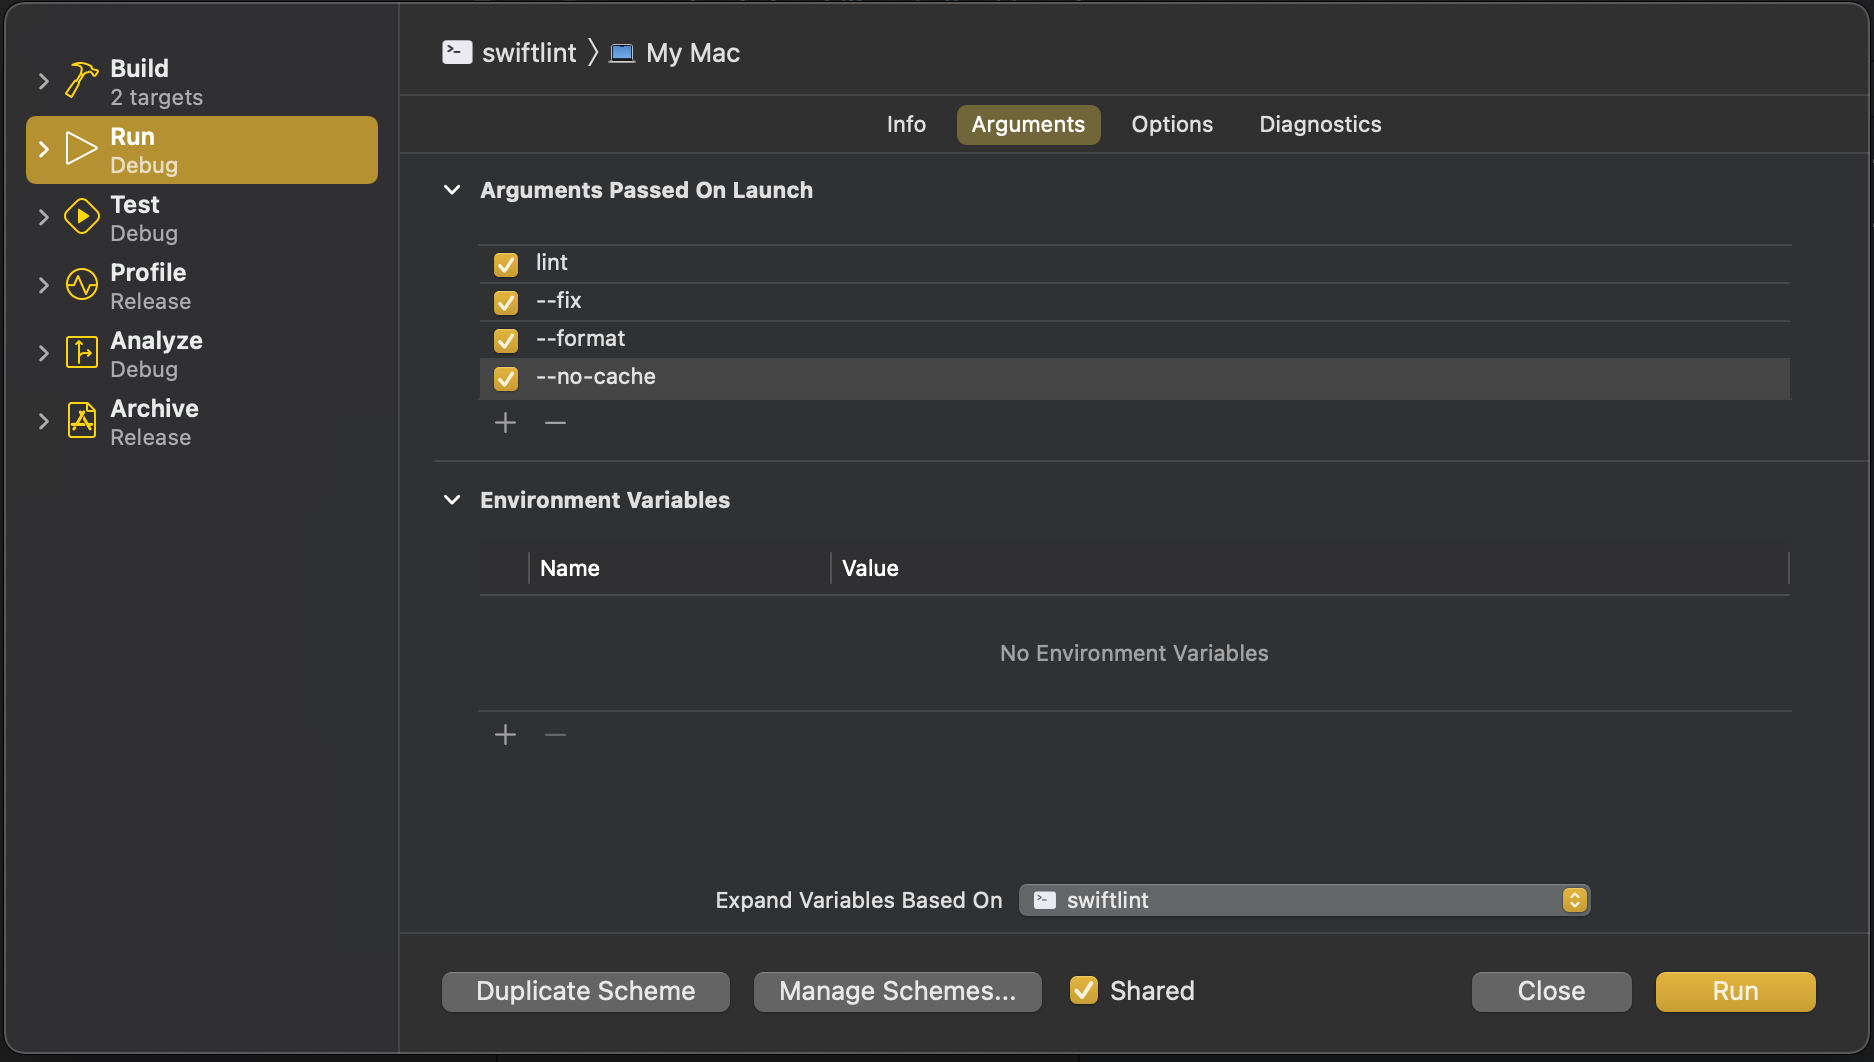 Build
2 targets
Run
Debug
Test
Debug
Profile
Release
Analyze
Debug
Archive
Release
swiftlint 〉 My Mac
Info Arguments Options Diagnostics
Arguments Passed On Launch
lint
--fix
--format
--no-cache
Environment Variables
Name Value
No Environment Variables
Expand Variables Based On swiftlint
Duplicate Scheme Manage Schemes... Shared Close Run